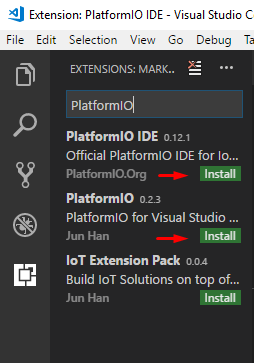 Extension: PlatformIO IDE - Visual Studio C
File Edit Selection View Go Debug
EXTENSIONS: MARK...
PlatformIO
PlatformIO IDE 0.12.1
Official PlatformIO IDE for Io...
PlatformIO.Org Install
PlatformIO 0.2.3
PlatformIO for Visual Studio ...
Jun Han Install
IoT Extension Pack 0.0.4
Build IoT Solutions on top of...
Jun Han Install